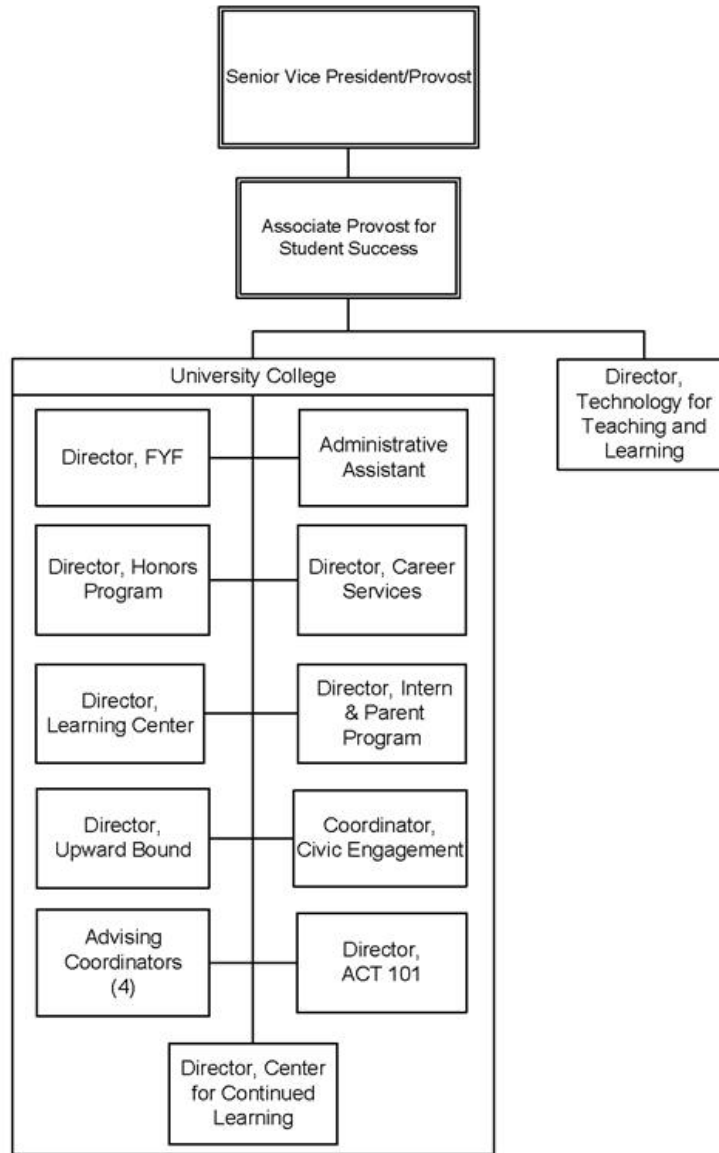 Senior Vice President/Provost
Associate Provost for
Student Success
University College
Director,
Technology for
Teaching and
Learning
Director, FYF
Administrative
Assistant
Director, Honors
Program
Director, Career
Services
Director,
Learning Center
Director, Intern
& Parent
Program
Director,
Upward Bound
Coordinator,
Civic Engagement
Advising
Coordinators
(4)
Director,
ACT 101
Director, Center
for Continued
Learning